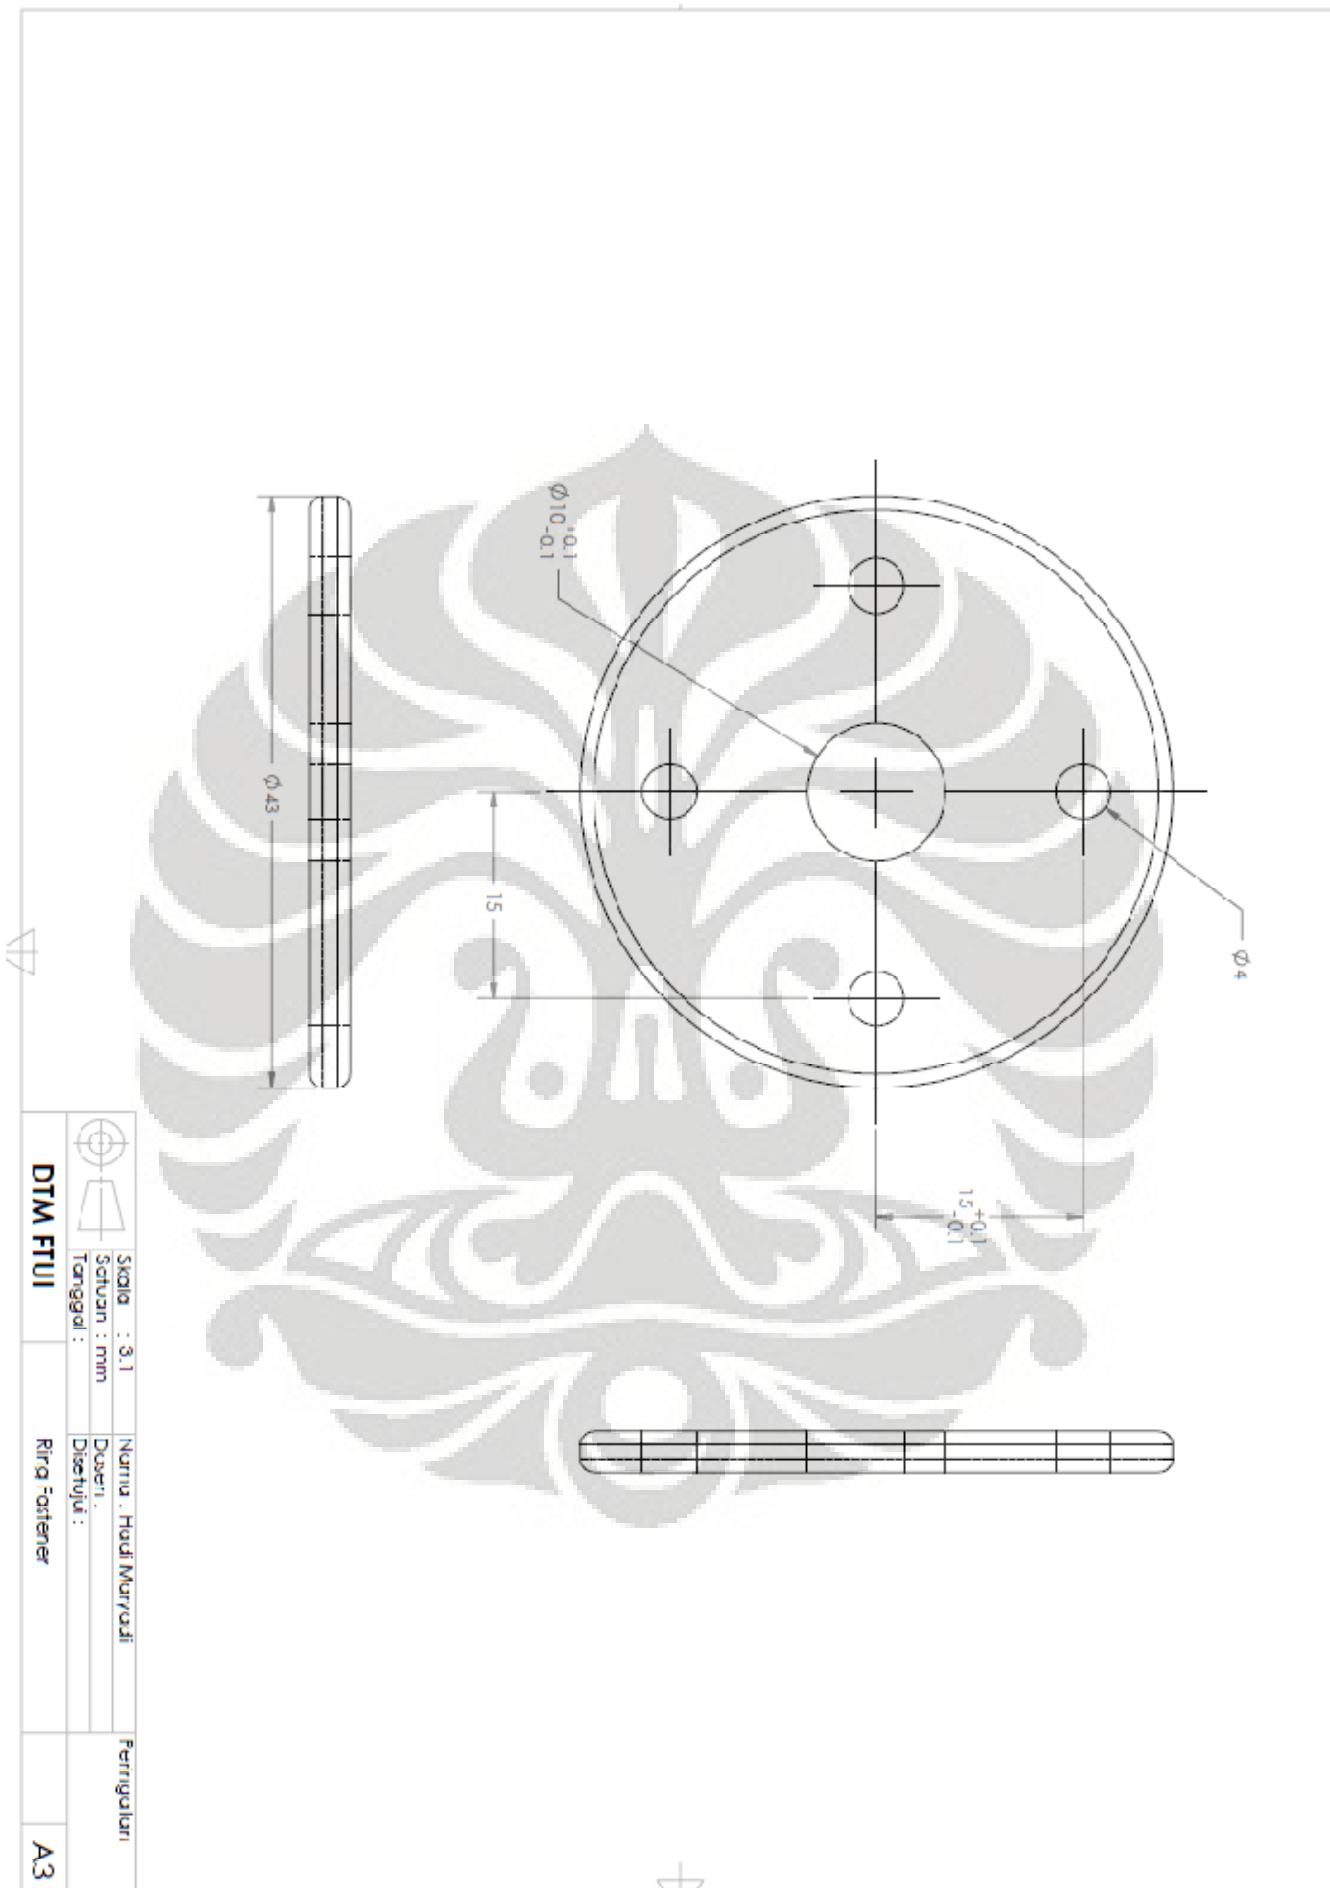 Ø10 +0.1
-0.1
Ø4
Ø43
15
15 +0.1
-0.1
Skala : 3.1
Nama . Hadi Maryadi
Peringatan
Satuan : mm
Dosen .
Tanggal :
Disetujui :
DTM FTUI
Ring Fastener
A3